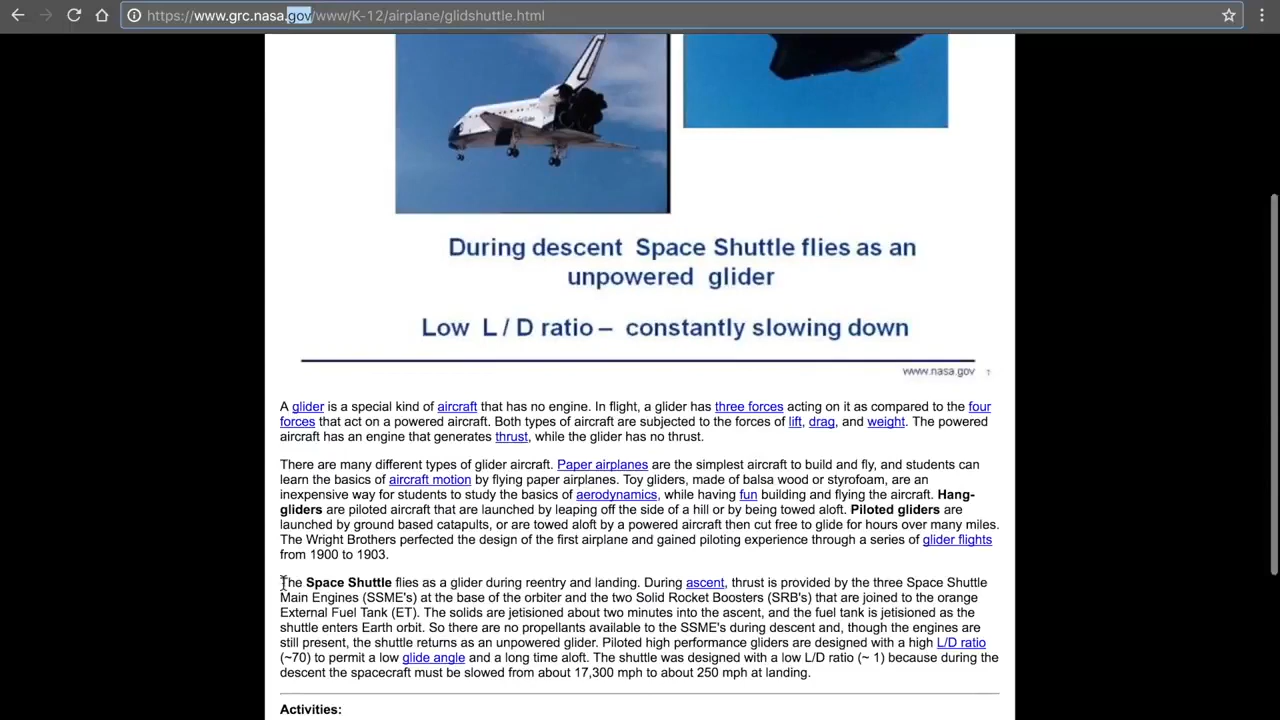 https://www.grc.nasa.gov/www/K-12/airplane/glidshuttle.html
During descent Space Shuttle flies as an
unpowered glider
Low L / D ratio – constantly slowing down
www.nasa.gov
A glider is a special kind of aircraft that has no engine. In flight, a glider has three forces acting on it as compared to the four
forces that act on a powered aircraft. Both types of aircraft are subjected to the forces of lift, drag, and weight. The powered
aircraft has an engine that generates thrust, while the glider has no thrust.
There are many different types of glider aircraft. Paper airplanes are the simplest aircraft to build and fly, and students can
learn the basics of aircraft motion by flying paper airplanes. Toy gliders, made of balsa wood or styrofoam, are an
inexpensive way for students to study the basics of aerodynamics, while having fun building and flying the aircraft. Hang-
gliders are piloted aircraft that are launched by leaping off the side of a hill or by being towed aloft. Piloted gliders are
launched by ground based catapults, or are towed aloft by a powered aircraft then cut free to glide for hours over many miles.
The Wright Brothers perfected the design of the first airplane and gained piloting experience through a series of glider flights
from 1900 to 1903.
The Space Shuttle flies as a glider during reentry and landing. During ascent, thrust is provided by the three Space Shuttle
Main Engines (SSME's) at the base of the orbiter and the two Solid Rocket Boosters (SRB's) that are joined to the orange
External Fuel Tank (ET). The solids are jetisioned about two minutes into the ascent, and the fuel tank is jetisioned as the
shuttle enters Earth orbit. So there are no propellants available to the SSME's during descent and, though the engines are
still present, the shuttle returns as an unpowered glider. Piloted high performance gliders are designed with a high L/D ratio
(~70) to permit a low glide angle and a long time aloft. The shuttle was designed with a low L/D ratio (~ 1) because during the
descent the spacecraft must be slowed from about 17,300 mph to about 250 mph at landing.
Activities: